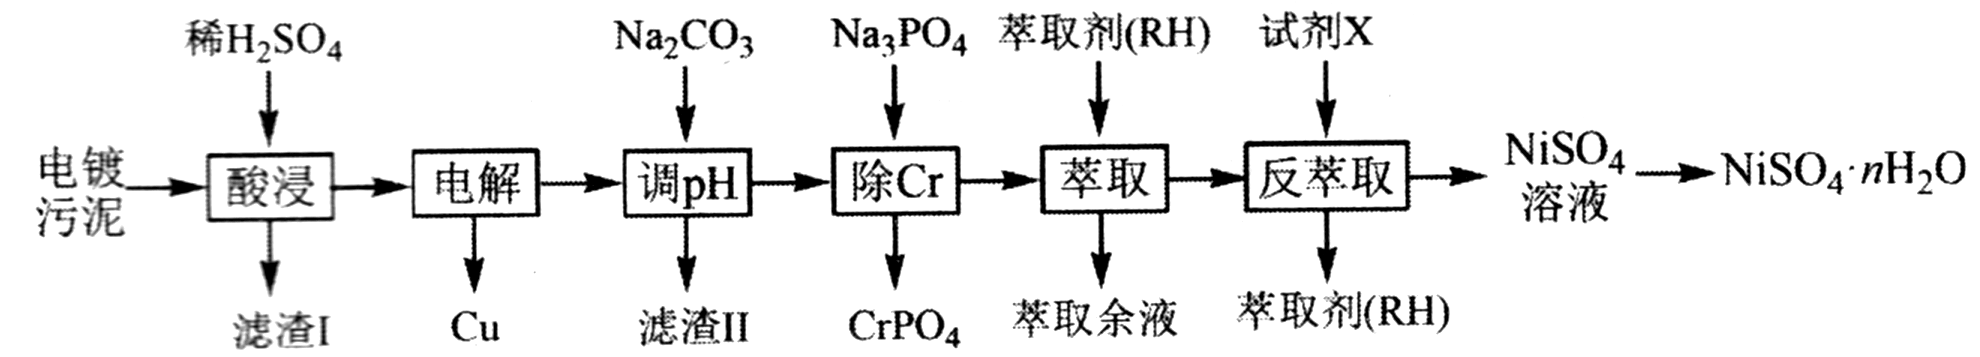 稀H₂SO₄
Na₂CO₃
Na₃PO₄
萃取剂(RH)
试剂X
电镀
污泥
酸浸
电解
调pH
除Cr
萃取
反萃取
NiSO₄
溶液
NiSO₄·nH₂O
滤渣I
Cu
滤渣II
CrPO₄
萃取余液
萃取剂(RH)